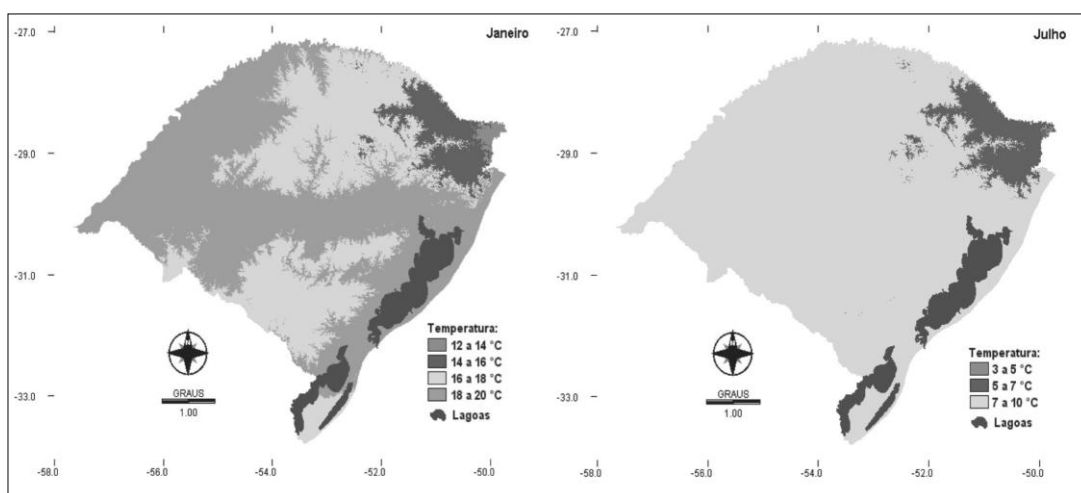 Janeiro
-27.0
-29.0
-31.0
-33.0
-58.0
-56.0
-54.0
-52.0
-50.0
N
GRAUS
1.00
Temperatura:
12 a 14 °C
14 a 16 °C
16 a 18 °C
18 a 20 °C
Lagoas
Julho
-27.0
-29.0
-31.0
-33.0
-58.0
-56.0
-54.0
-52.0
-50.0
N
GRAUS
1.00
Temperatura:
3 a 5 °C
5 a 7 °C
7 a 10 °C
Lagoas